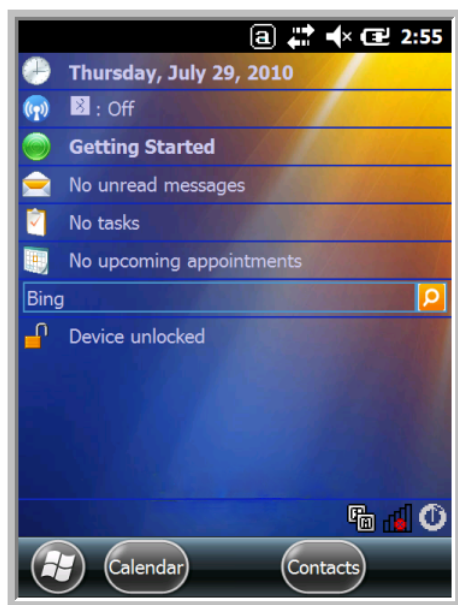 a 2:55
Thursday, July 29, 2010
: Off
Getting Started
No unread messages
No tasks
No upcoming appointments
Bing
Device unlocked
Calendar Contacts